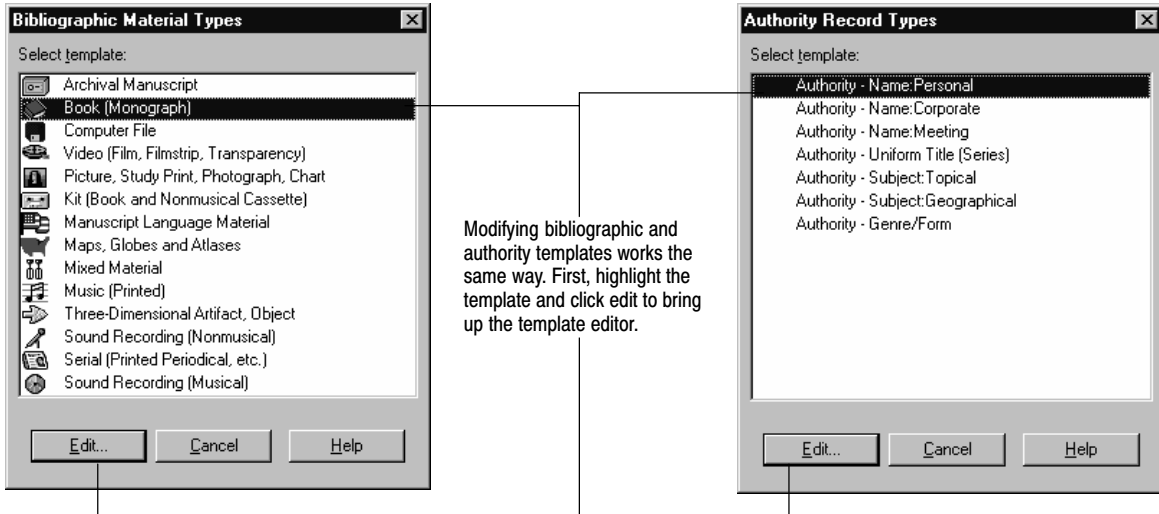 Bibliographic Material Types
Select template:
Archival Manuscript
Book (Monograph)
Computer File
Video (Film, Filmstrip, Transparency)
Picture, Study Print, Photograph, Chart
Kit (Book and Nonmusical Cassette)
Manuscript Language Material
Maps, Globes and Atlases
Mixed Material
Music (Printed)
Three-Dimensional Artifact, Object
Sound Recording (Nonmusical)
Serial (Printed Periodical, etc.)
Sound Recording (Musical)
Edit...
Cancel
Help
Modifying bibliographic and
authority templates works the
same way. First, highlight the
template and click edit to bring
up the template editor.
Authority Record Types
Select template:
Authority - Name:Personal
Authority - Name:Corporate
Authority - Name:Meeting
Authority - Uniform Title (Series)
Authority - Subject:Topical
Authority - Subject:Geographical
Authority - Genre/Form
Edit...
Cancel
Help